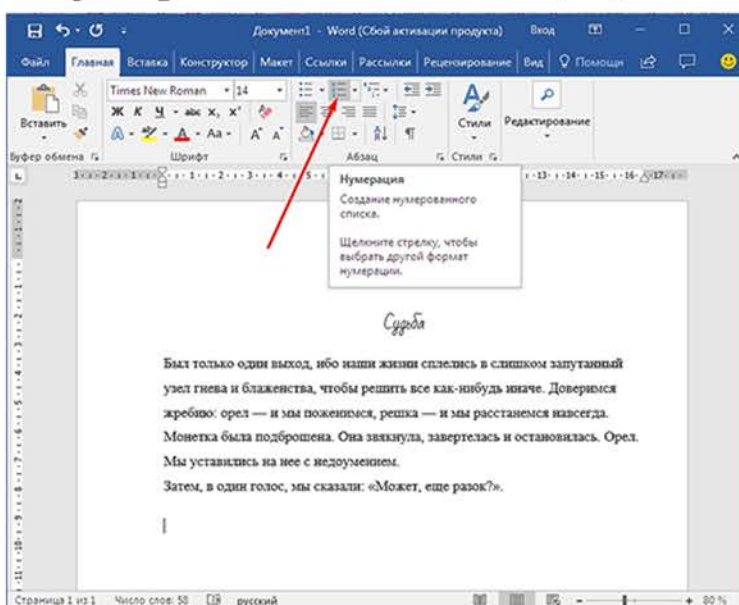 Документ1 - Word (Сбой активации продукта)
Вход
Файл Главная Вставка Конструктор Макет Ссылки Рассылки Рецензирование Вид Помощи
Вставить
Times New Roman 14
Ж К Ч abc x, x'
A Aa A A
Стили
Редактирование
Буфер обмена Шрифт Абзац Стили
Нумерация
Создание нумерованного
списка.
Щелкните стрелку, чтобы
выбрать другой формат
нумерации.
Судьба
Был только один выход, ибо наши жизни сплелись в слишком запутанный
узел гнева и блаженства, чтобы решить все как-нибудь иначе. Доверимся
жребию: орел — и мы поженимся, решка — и мы расстанемся навсегда.
Монетка была подброшена. Она звякнула, завертелась и остановилась. Орел.
Мы уставились на нее с недоумением.
Затем, в один голос, мы сказали: «Может, еще разок?».
Страница 1 из 1 Число слов: 58 русский 80 %